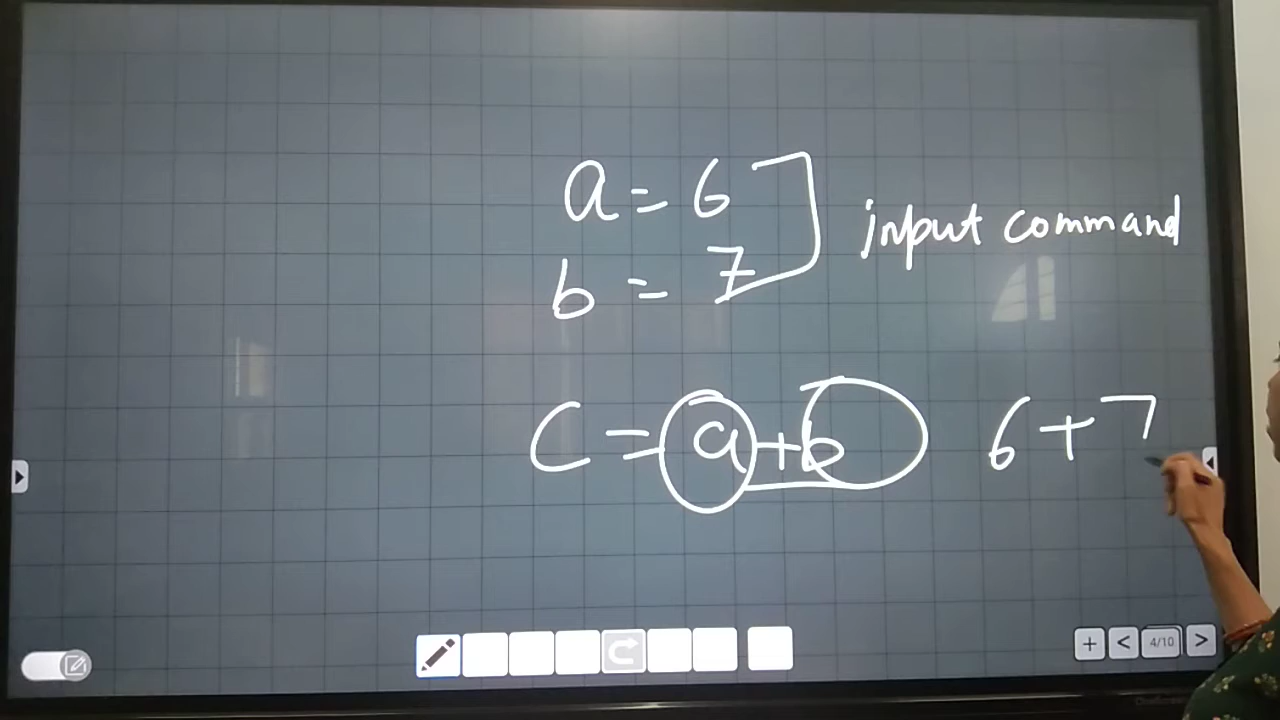 a = 6
b = 7
input command
C = a + b 6 + 7
4/10